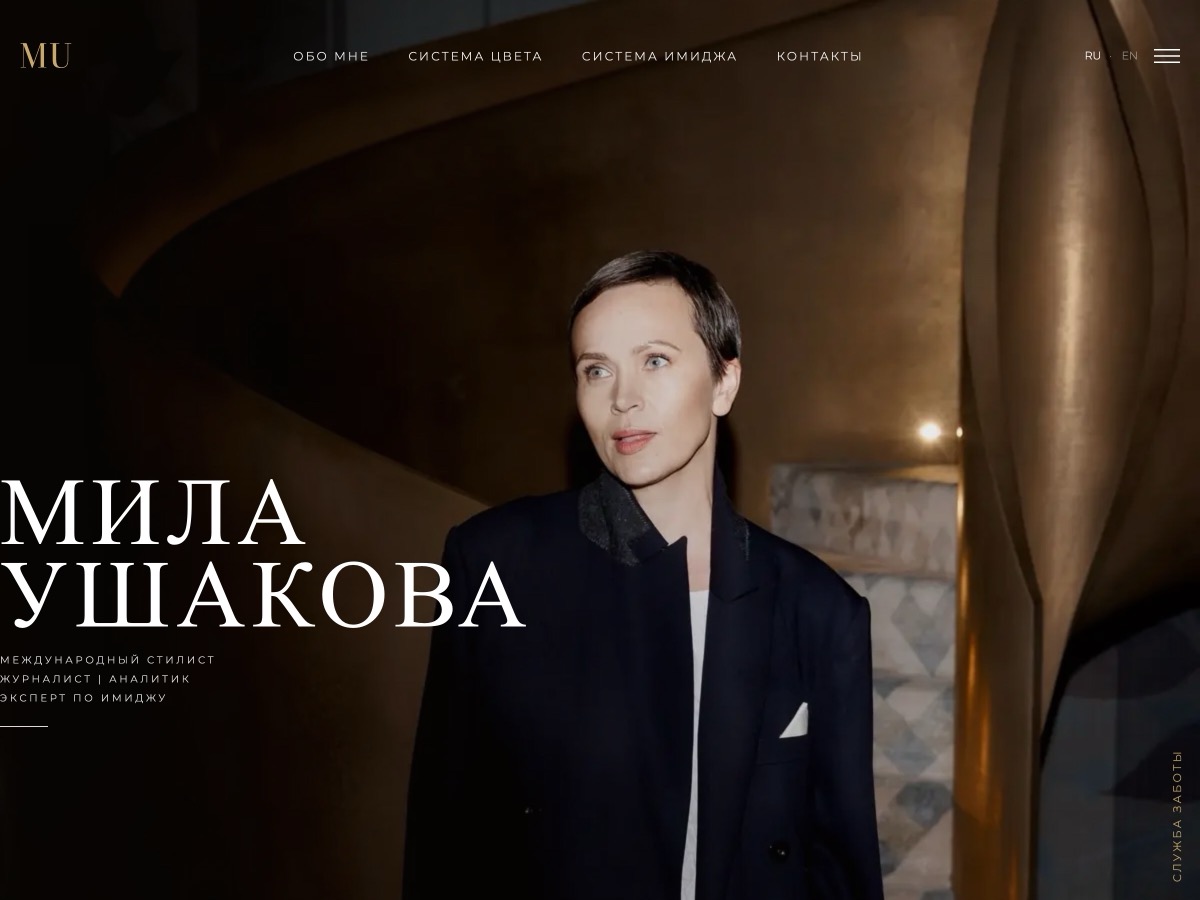 MU
ОБО МНЕ
СИСТЕМА ЦВЕТА
СИСТЕМА ИМИДЖА
КОНТАКТЫ
RU · EN
МИЛА
УШАКОВА
МЕЖДУНАРОДНЫЙ СТИЛИСТ
ЖУРНАЛИСТ | АНАЛИТИК
ЭКСПЕРТ ПО ИМИДЖУ
СЛУЖБА ЗАБОТЫ